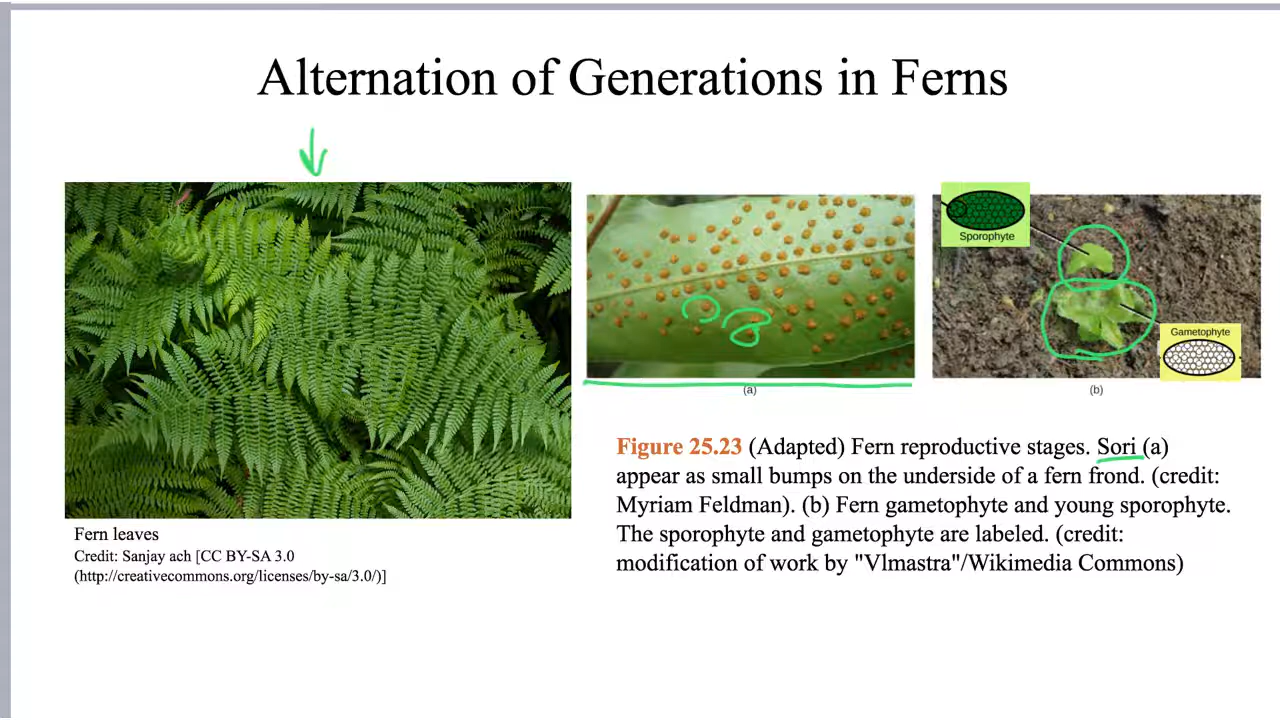 Alternation of Generations in Ferns
Sporophyte
Gametophyte
(a)
(b)
Fern leaves
Credit: Sanjay ach [CC BY-SA 3.0
(http://creativecommons.org/licenses/by-sa/3.0/)]
Figure 25.23 (Adapted) Fern reproductive stages. Sori (a)
appear as small bumps on the underside of a fern frond. (credit:
Myriam Feldman). (b) Fern gametophyte and young sporophyte.
The sporophyte and gametophyte are labeled. (credit:
modification of work by "Vlmastra"/Wikimedia Commons)